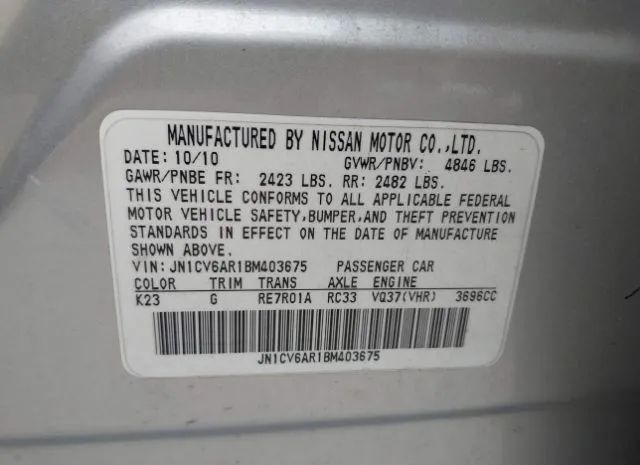 MANUFACTURED BY NISSAN MOTOR CO.,LTD.
DATE: 10/10 GVWR/PNBV: 4846 LBS.
GAWR/PNBE FR: 2423 LBS. RR: 2482 LBS.
THIS VEHICLE CONFORMS TO ALL APPLICABLE FEDERAL
MOTOR VEHICLE SAFETY,BUMPER,AND THEFT PREVENTION
STANDARDS IN EFFECT ON THE DATE OF MANUFACTURE
SHOWN ABOVE.
VIN: JN1CV6AR1BM403675 PASSENGER CAR
COLOR TRIM TRANS AXLE ENGINE
K23 G RE7R01A RC33 VQ37(VHR) 3696CC
JN1CV6AR1BM403675